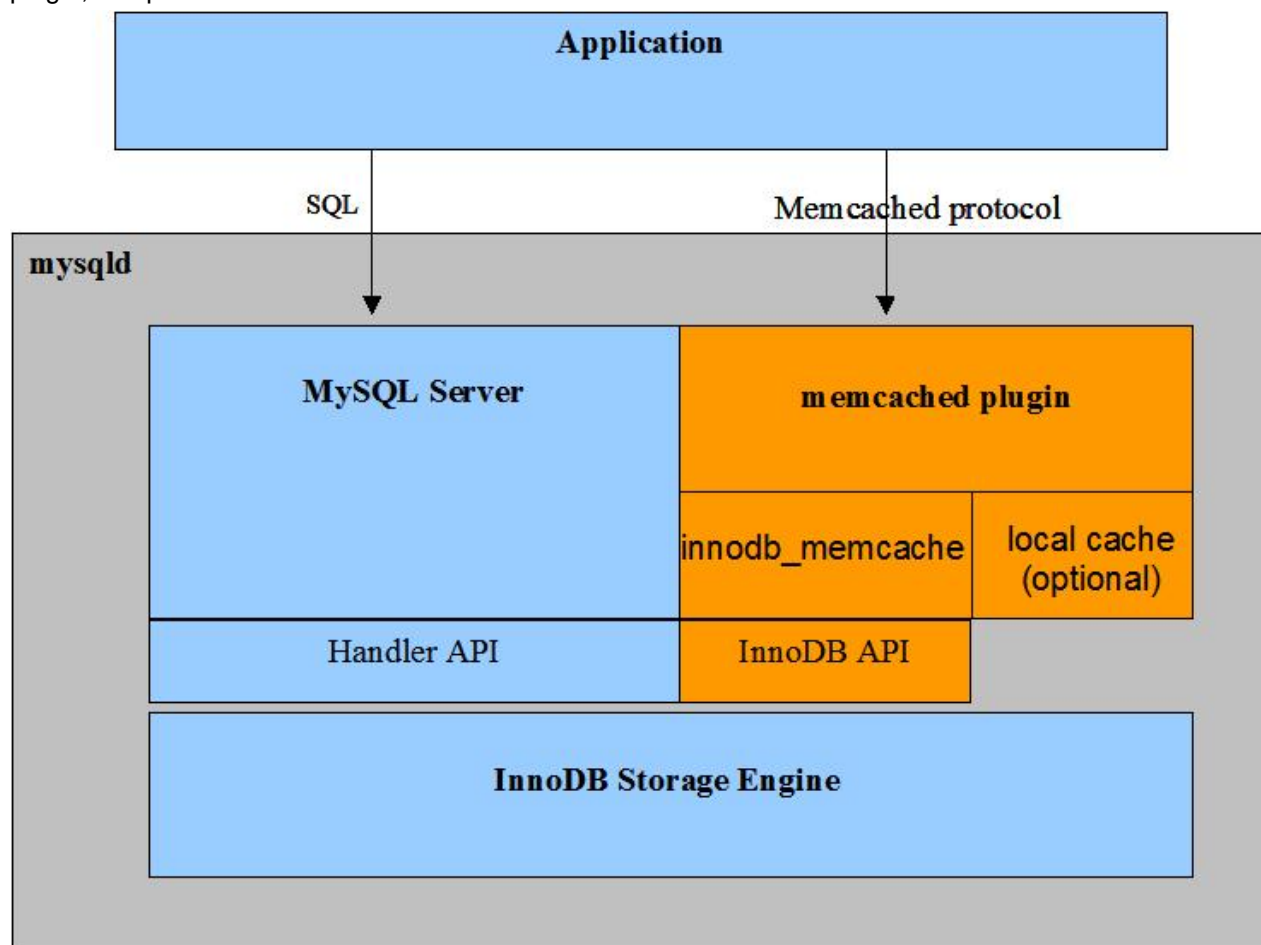 Application
SQL
Memcached protocol
mysqld
MySQL Server
memcached plugin
innodb_memcache
local cache
(optional)
Handler API
InnoDB API
InnoDB Storage Engine